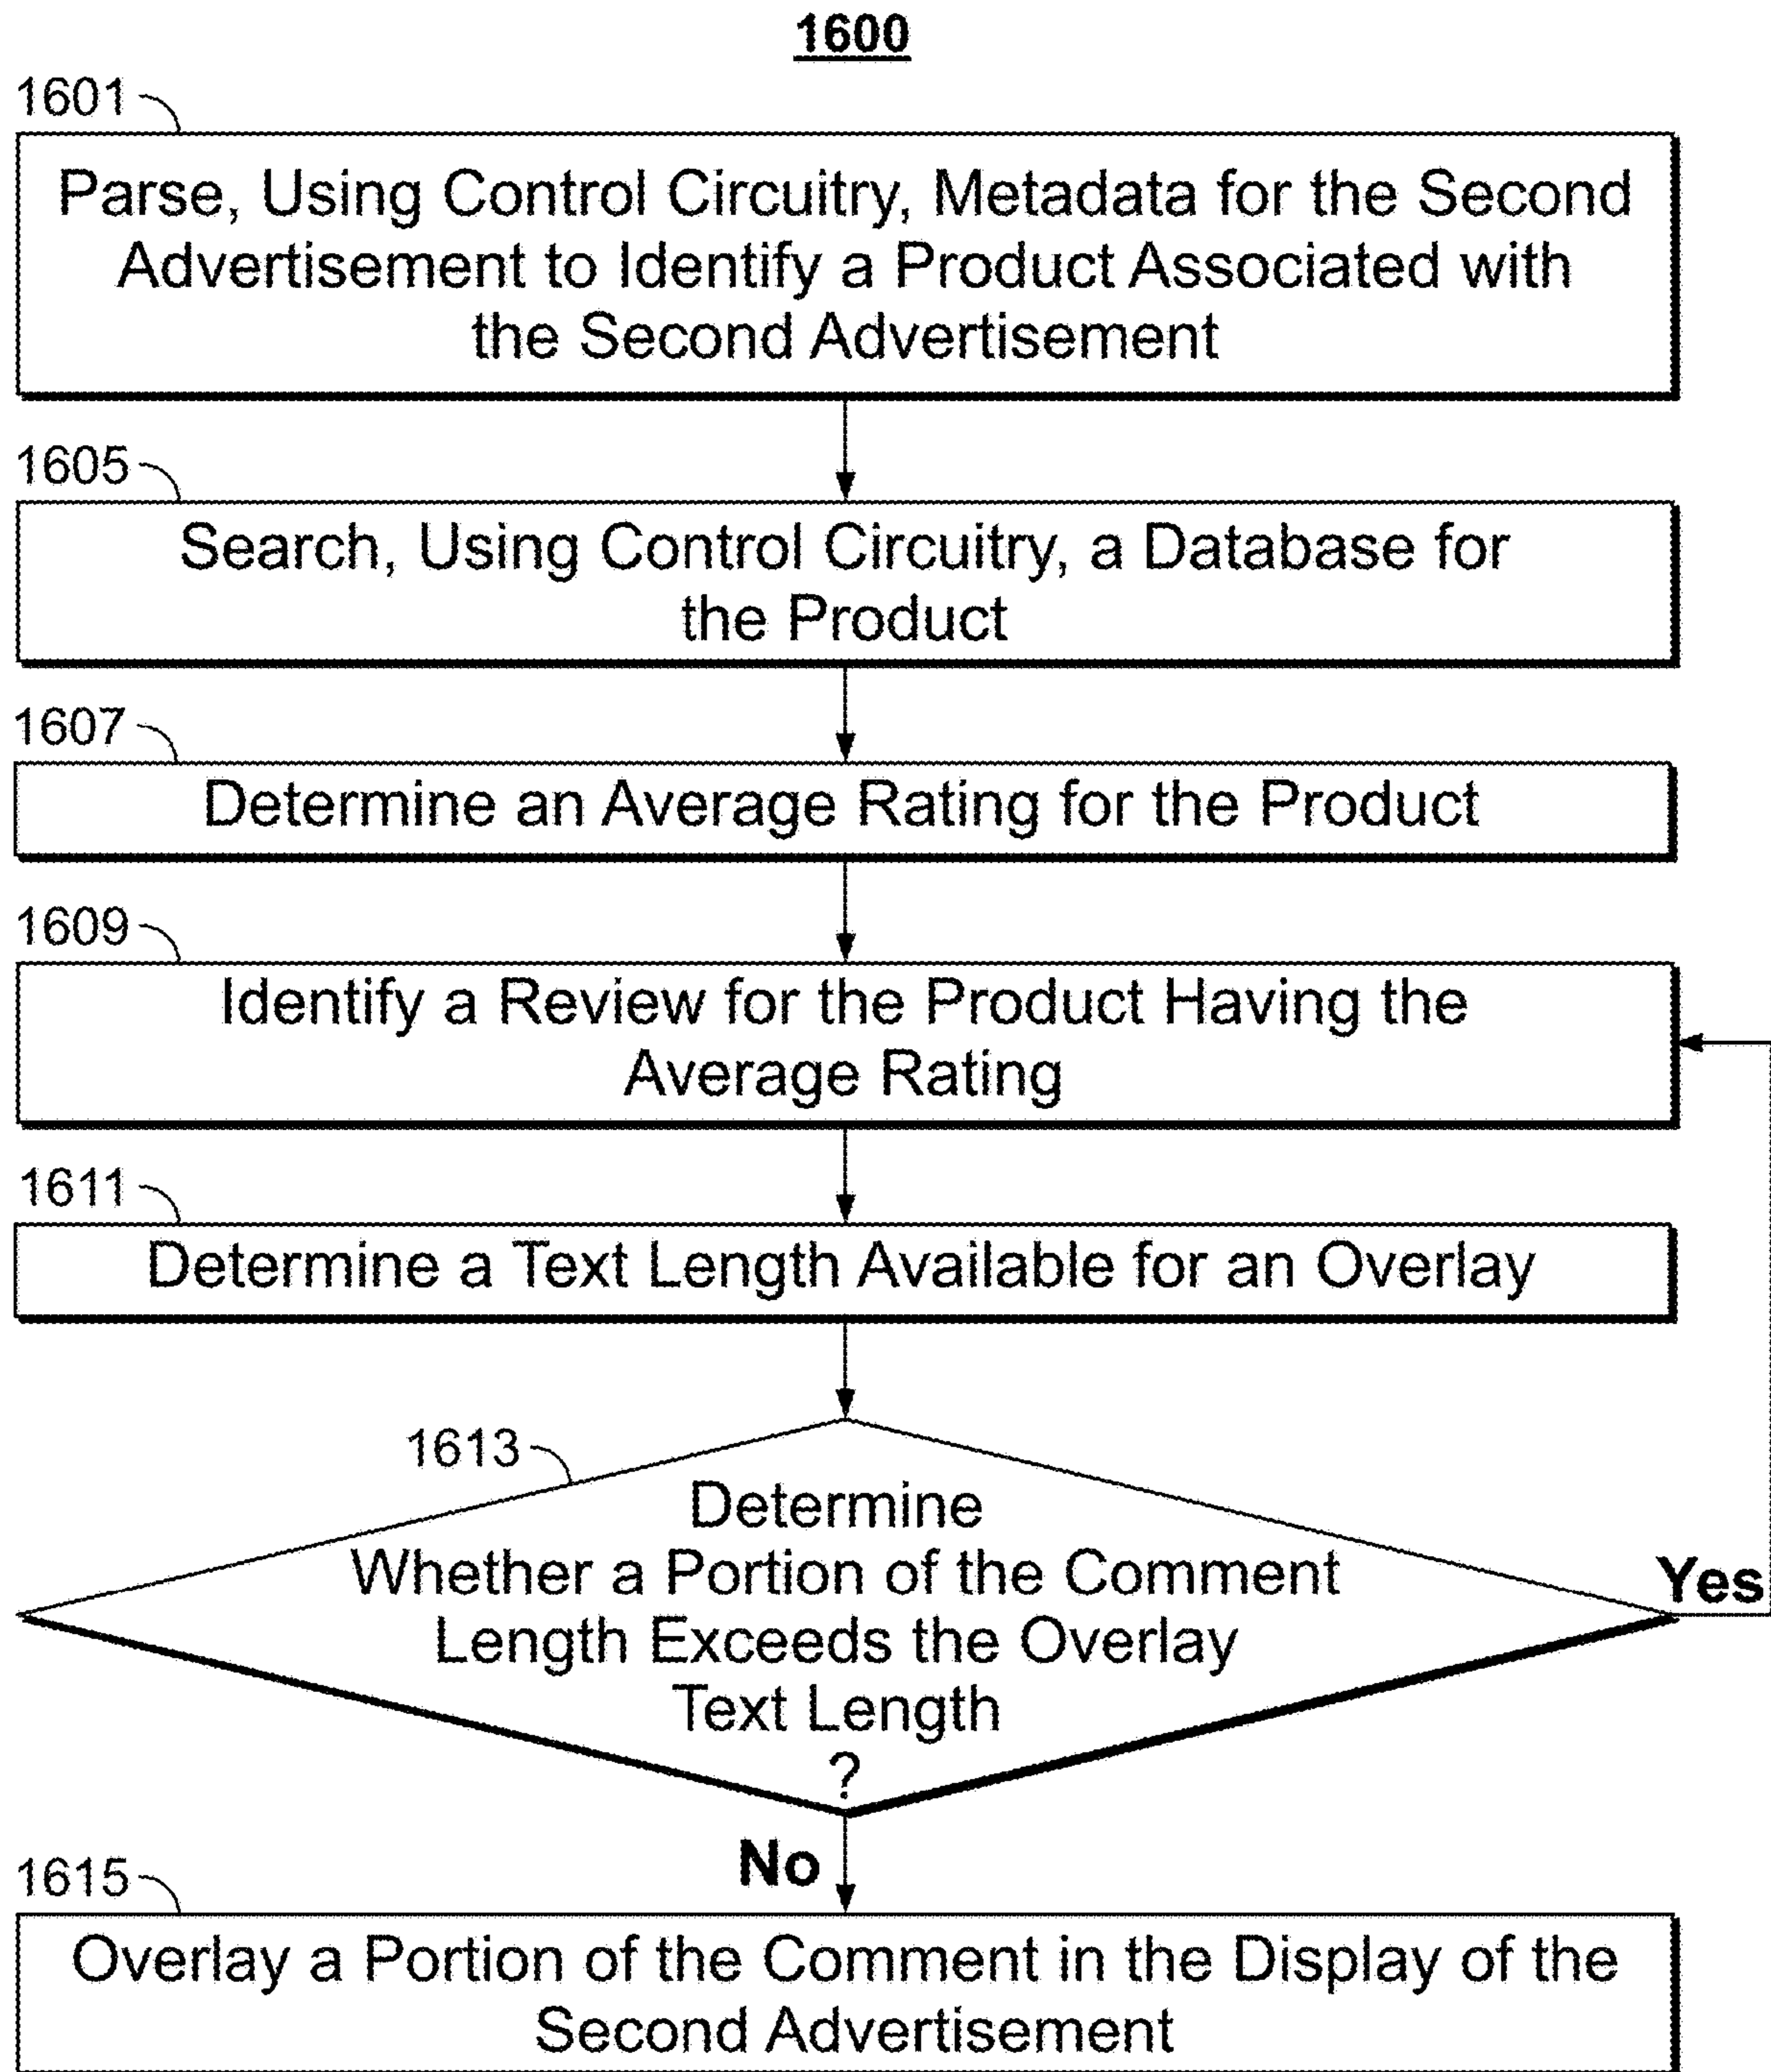 1600
1601
Parse, Using Control Circuitry, Metadata for the Second
Advertisement to Identify a Product Associated with
the Second Advertisement
1605
Search, Using Control Circuitry, a Database for
the Product
1607
Determine an Average Rating for the Product
1609
Identify a Review for the Product Having the
Average Rating
1611
Determine a Text Length Available for an Overlay
1613
Determine
Whether a Portion of the Comment
Length Exceeds the Overlay
Text Length
?
Yes
No
1615
Overlay a Portion of the Comment in the Display of the
Second Advertisement